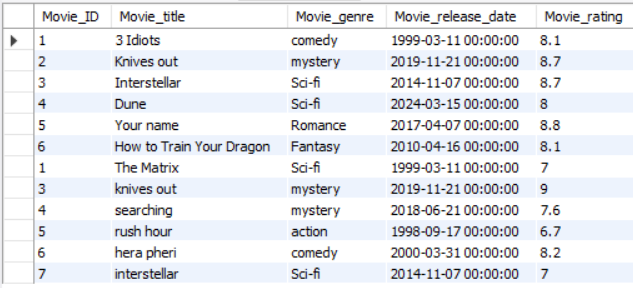 Movie_ID Movie_title Movie_genre Movie_release_date Movie_rating
1 3 Idiots comedy 1999-03-11 00:00:00 8.1
2 Knives out mystery 2019-11-21 00:00:00 8.7
3 Interstellar Sci-fi 2014-11-07 00:00:00 8.7
4 Dune Sci-fi 2024-03-15 00:00:00 8
5 Your name Romance 2017-04-07 00:00:00 8.8
6 How to Train Your Dragon Fantasy 2010-04-16 00:00:00 8.1
1 The Matrix Sci-fi 1999-03-11 00:00:00 7
3 knives out mystery 2019-11-21 00:00:00 9
4 searching mystery 2018-06-21 00:00:00 7.6
5 rush hour action 1998-09-17 00:00:00 6.7
6 hera pheri comedy 2000-03-31 00:00:00 8.2
7 interstellar Sci-fi 2014-11-07 00:00:00 7